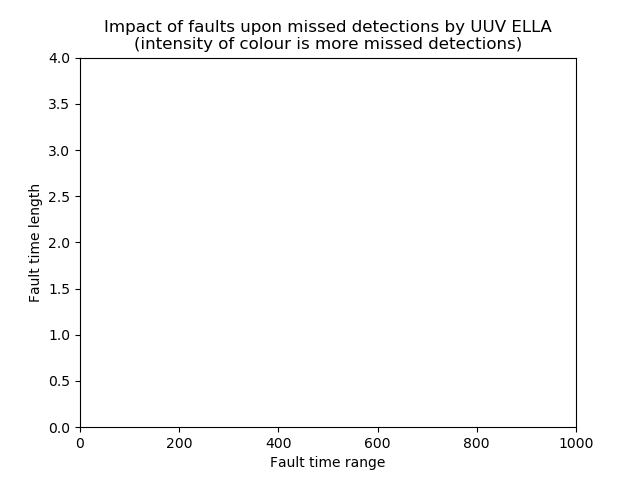 Impact of faults upon missed detections by UUV ELLA
(intensity of colour is more missed detections)
4.0
3.5
3.0
2.5
2.0
1.5
1.0
0.5
0.0
Fault time length
0 200 400 600 800 1000
Fault time range